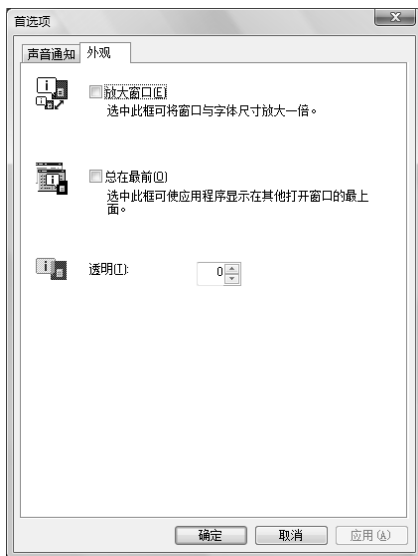 首选项
声音通知 外观
放大窗口(E)
选中此框可将窗口与字体尺寸放大一倍。
总在最前(O)
选中此框可使应用程序显示在其他打开窗口的最上
面。
透明(T): 0
确定 取消 应用(A)